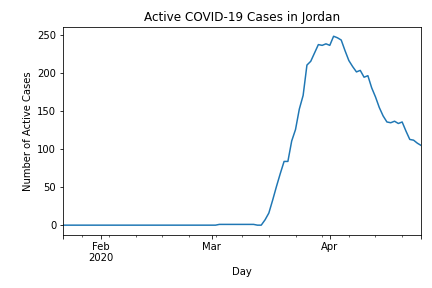 Active COVID-19 Cases in Jordan
250
200
150
100
50
0
Number of Active Cases
Feb
2020
Mar
Apr
Day